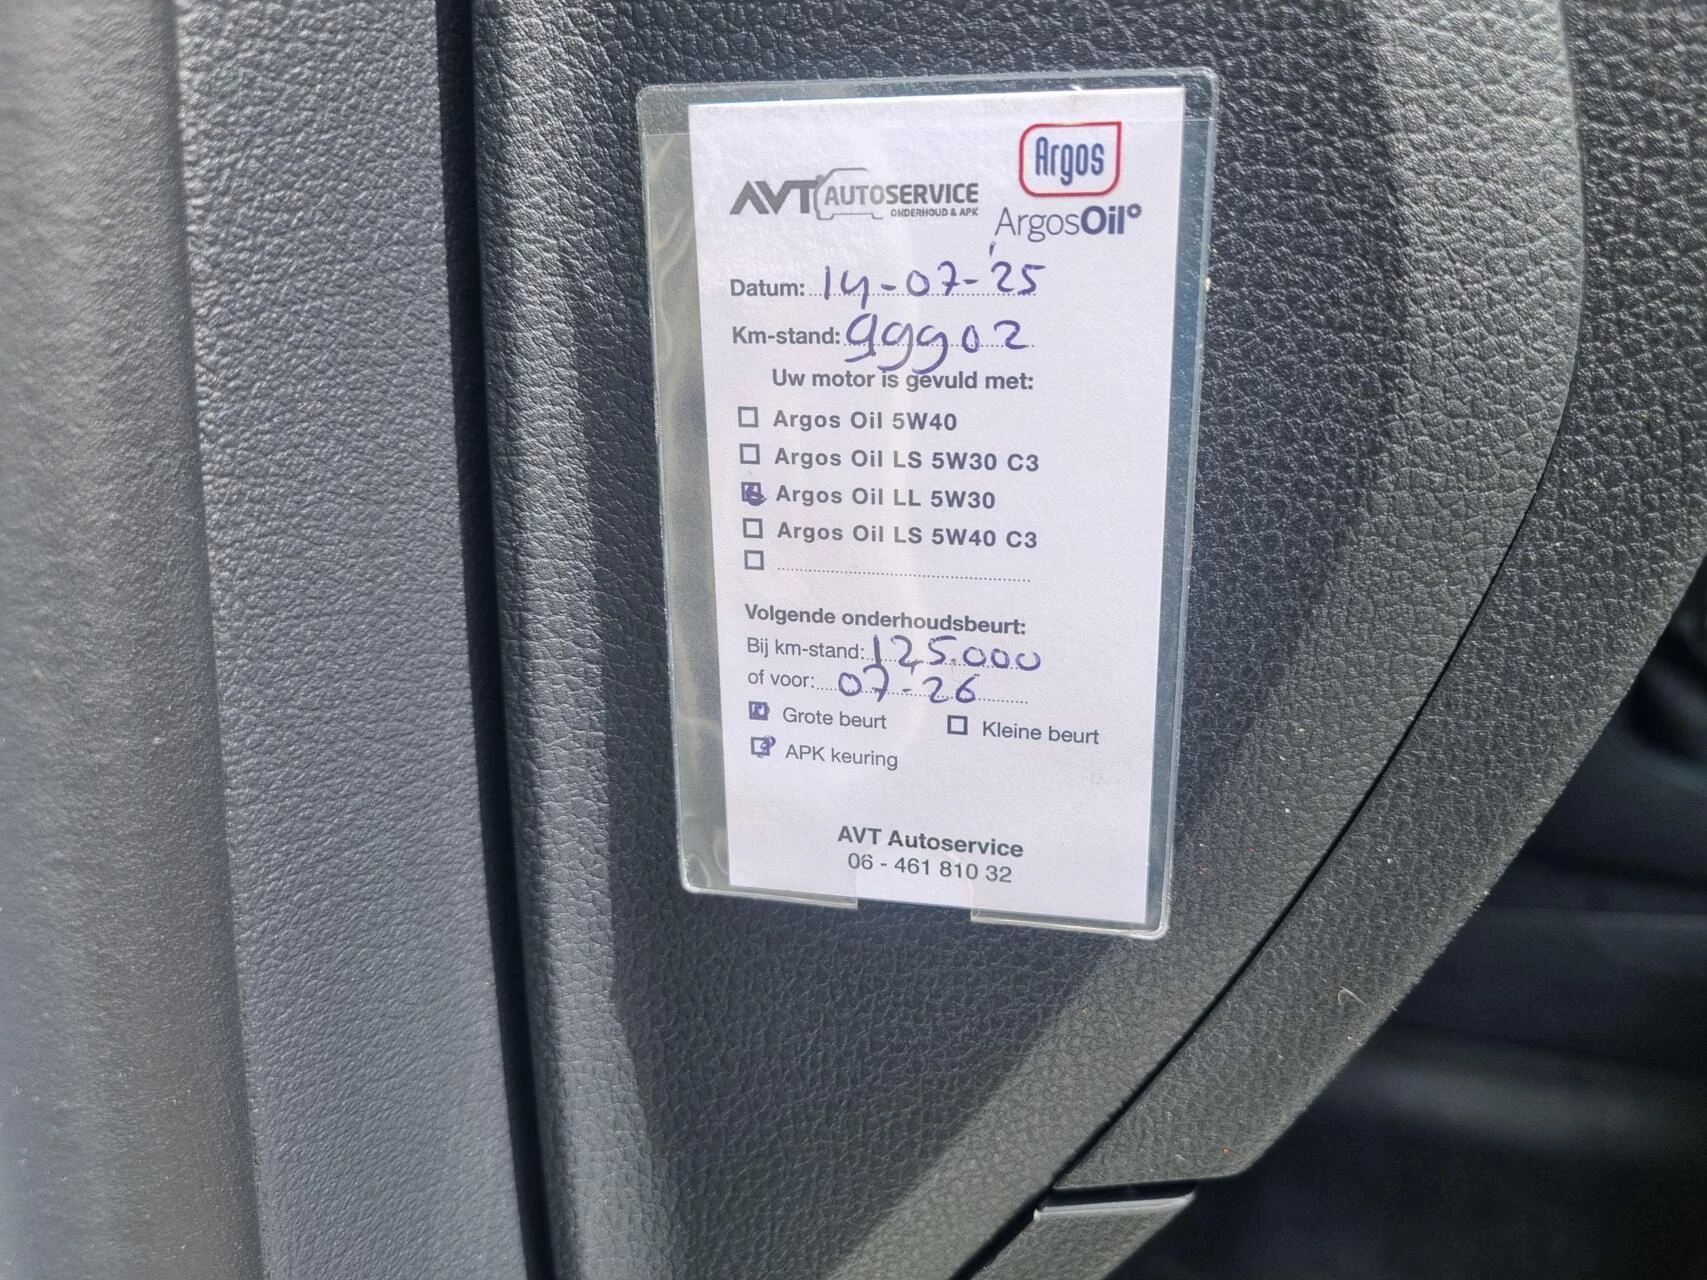 AVT AUTOSERVICE
ONDERHOUD & APK
Argos
ArgosOil
Datum: 14-07-'25
Km-stand: 99902
Uw motor is gevuld met:
Argos Oil 5W40
Argos Oil LS 5W30 C3
Argos Oil LL 5W30
Argos Oil LS 5W40 C3
Volgende onderhoudsbeurt:
Bij km-stand: 125.000
of voor: 07-26
Grote beurt Kleine beurt
APK keuring
AVT Autoservice
06 - 461 810 32